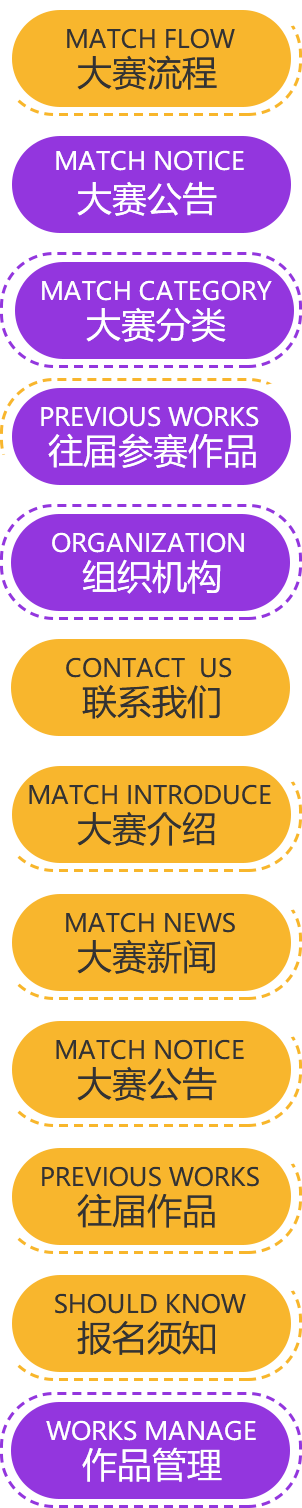 MATCH FLOW
大赛流程
MATCH NOTICE
大赛公告
MATCH CATEGORY
大赛分类
PREVIOUS WORKS
往届参赛作品
ORGANIZATION
组织机构
CONTACT US
联系我们
MATCH INTRODUCE
大赛介绍
MATCH NEWS
大赛新闻
MATCH NOTICE
大赛公告
PREVIOUS WORKS
往届作品
SHOULD KNOW
报名须知
WORKS MANAGE
作品管理